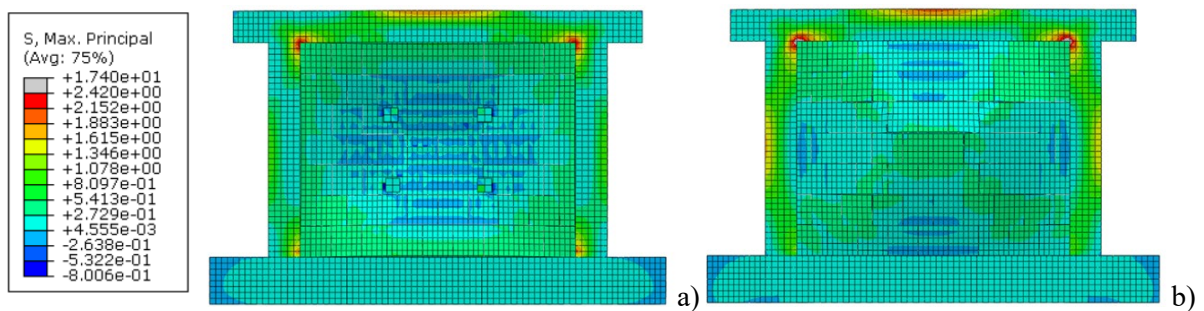 S, Max. Principal
(Avg: 75%)
+1.740e+01
+2.420e+00
+2.152e+00
+1.883e+00
+1.615e+00
+1.346e+00
+1.078e+00
+8.097e-01
+5.413e-01
+2.729e-01
+4.555e-03
-2.638e-01
-5.322e-01
-8.006e-01
a)
b)